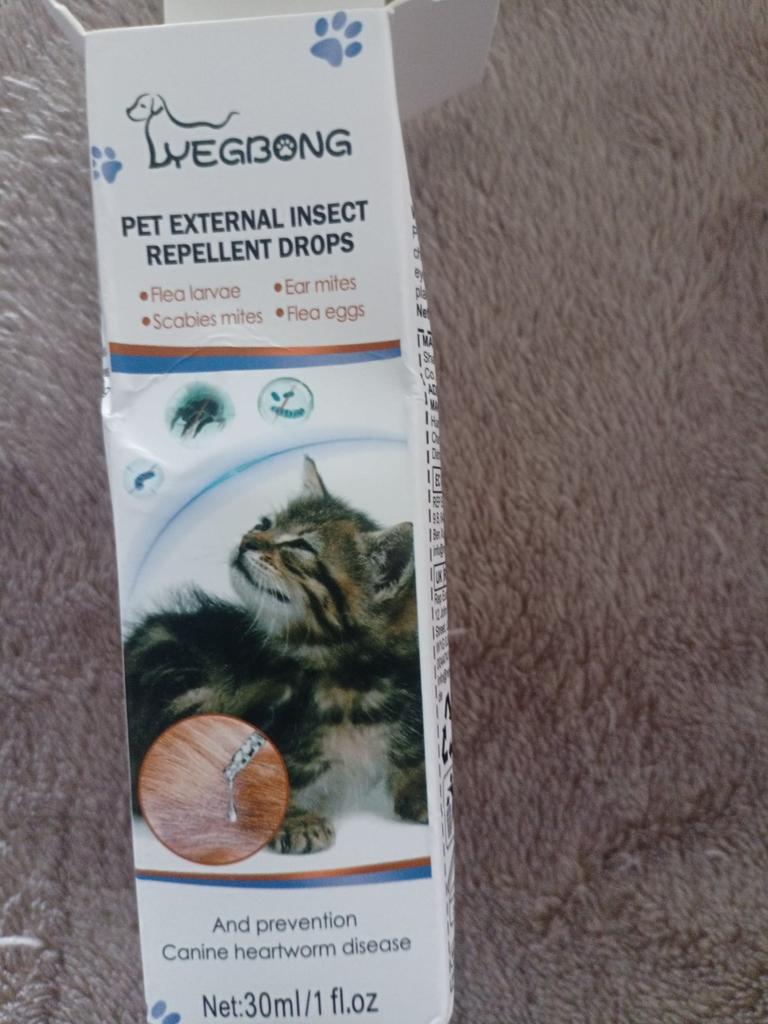 LYEGBONG
PET EXTERNAL INSECT
REPELLENT DROPS
•Flea larvae •Ear mites
•Scabies mites •Flea eggs
And prevention
Canine heartworm disease
Net:30ml/1 fl.oz